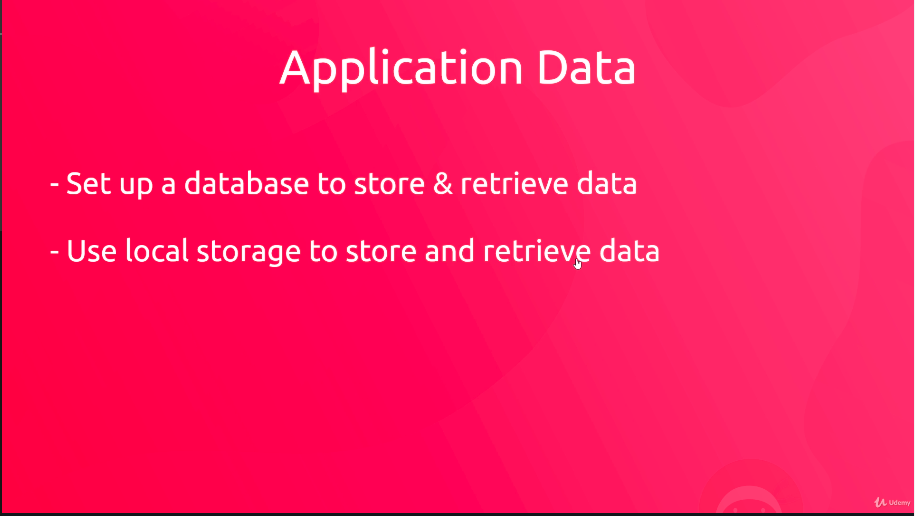 Application Data
- Set up a database to store & retrieve data
- Use local storage to store and retrieve data
Udemy